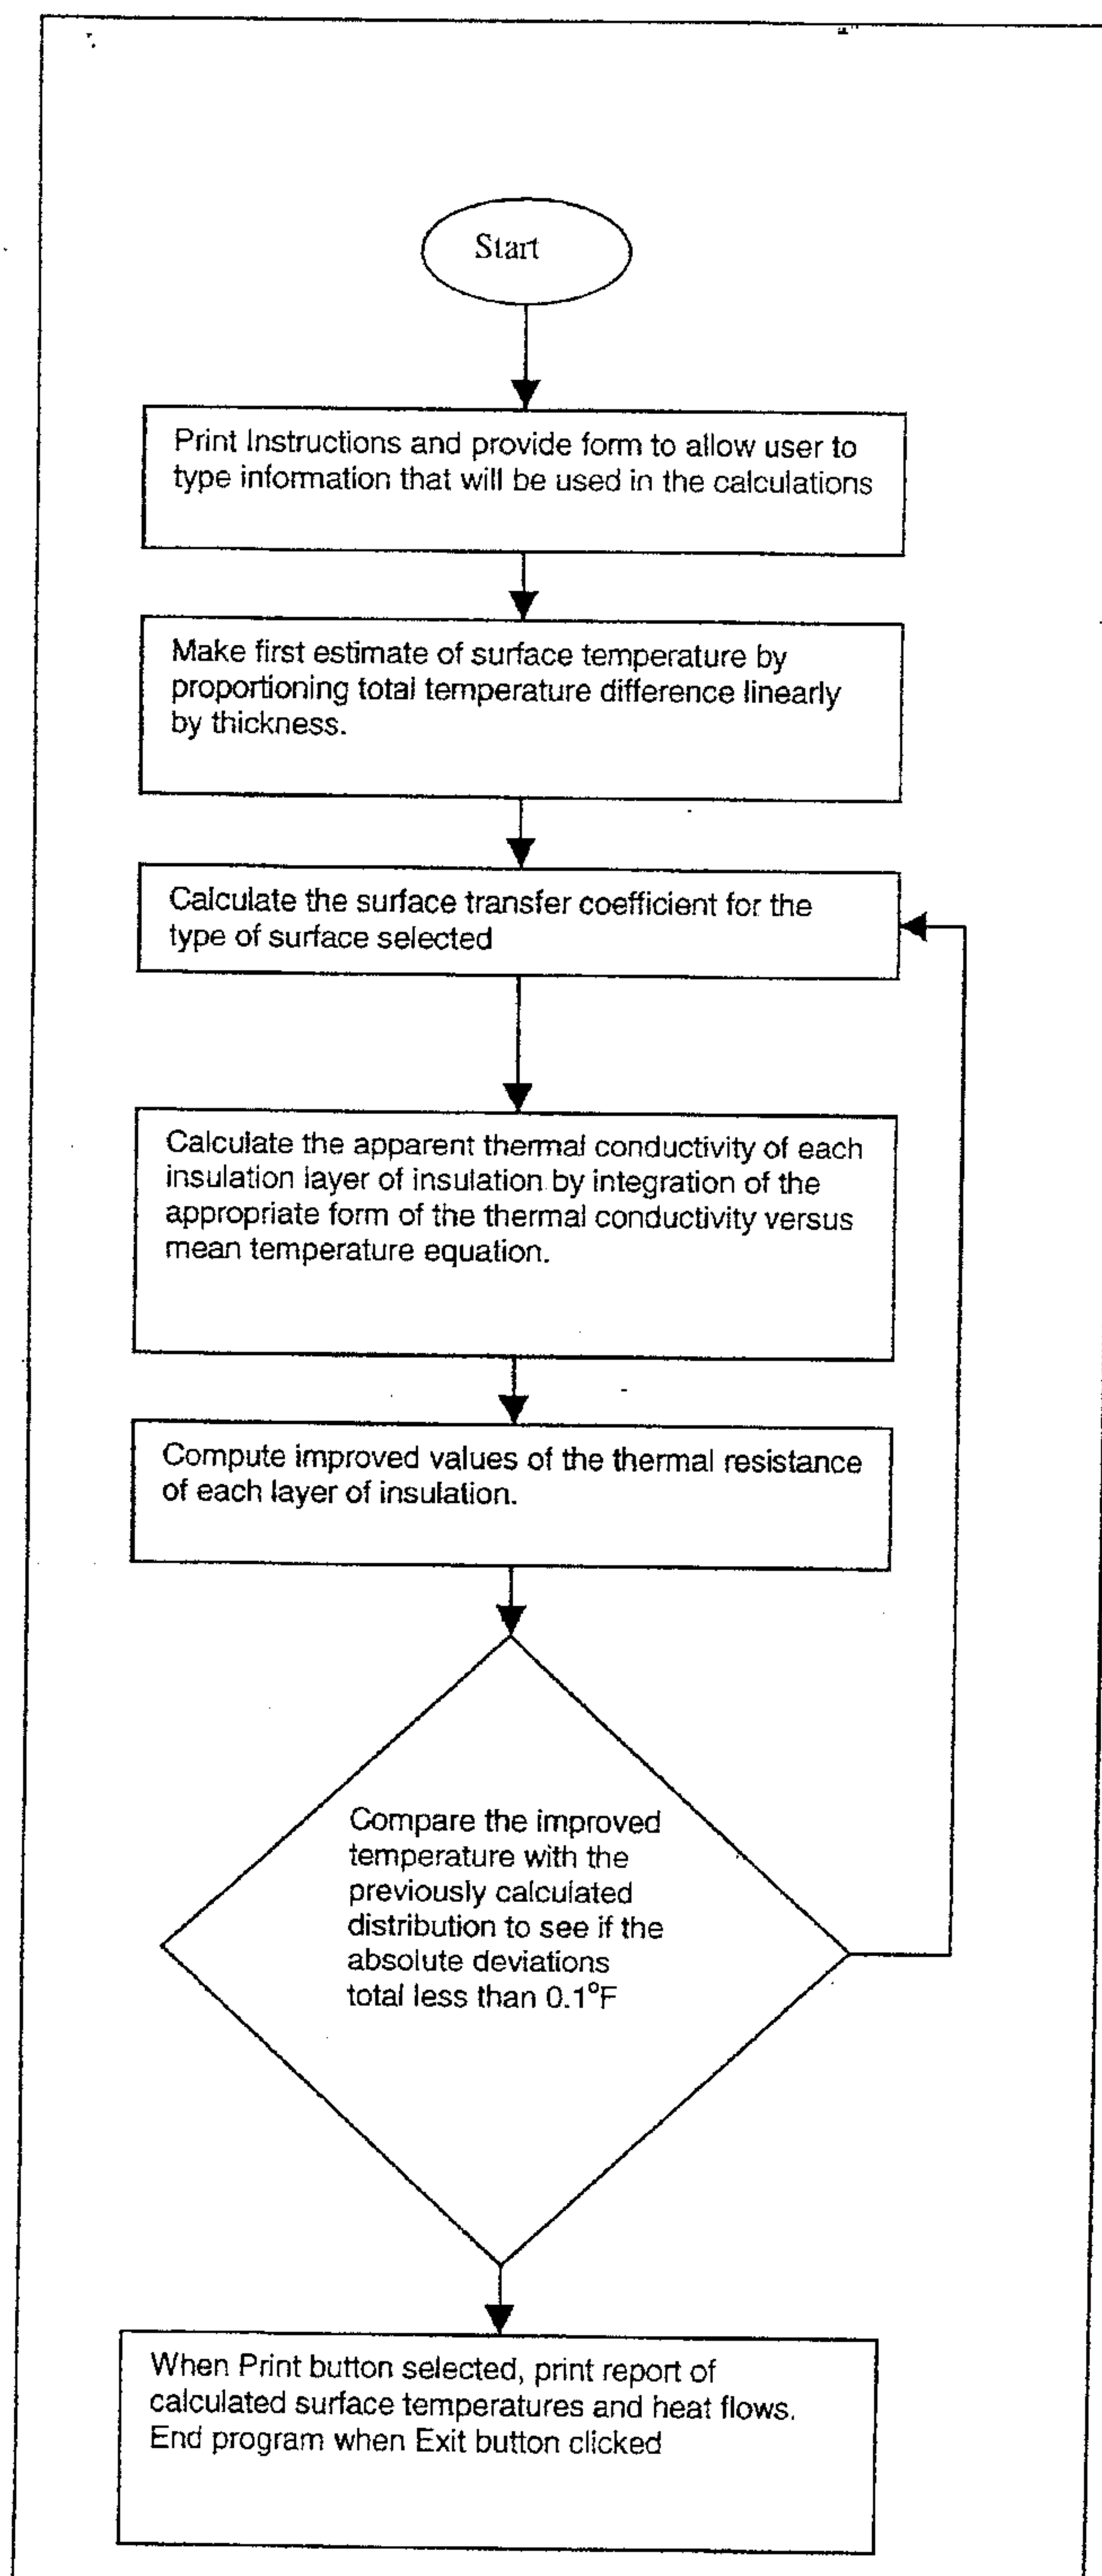 Start
Print Instructions and provide form to allow user to
type information that will be used in the calculations
Make first estimate of surface temperature by
proportioning total temperature difference linearly
by thickness.
Calculate the surface transfer coefficient for the
type of surface selected
Calculate the apparent thermal conductivity of each
insulation layer of insulation by integration of the
appropriate form of the thermal conductivity versus
mean temperature equation.
Compute improved values of the thermal resistance
of each layer of insulation.
Compare the improved
temperature with the
previously calculated
distribution to see if the
absolute deviations
total less than 0.1°F
When Print button selected, print report of
calculated surface temperatures and heat flows.
End program when Exit button clicked